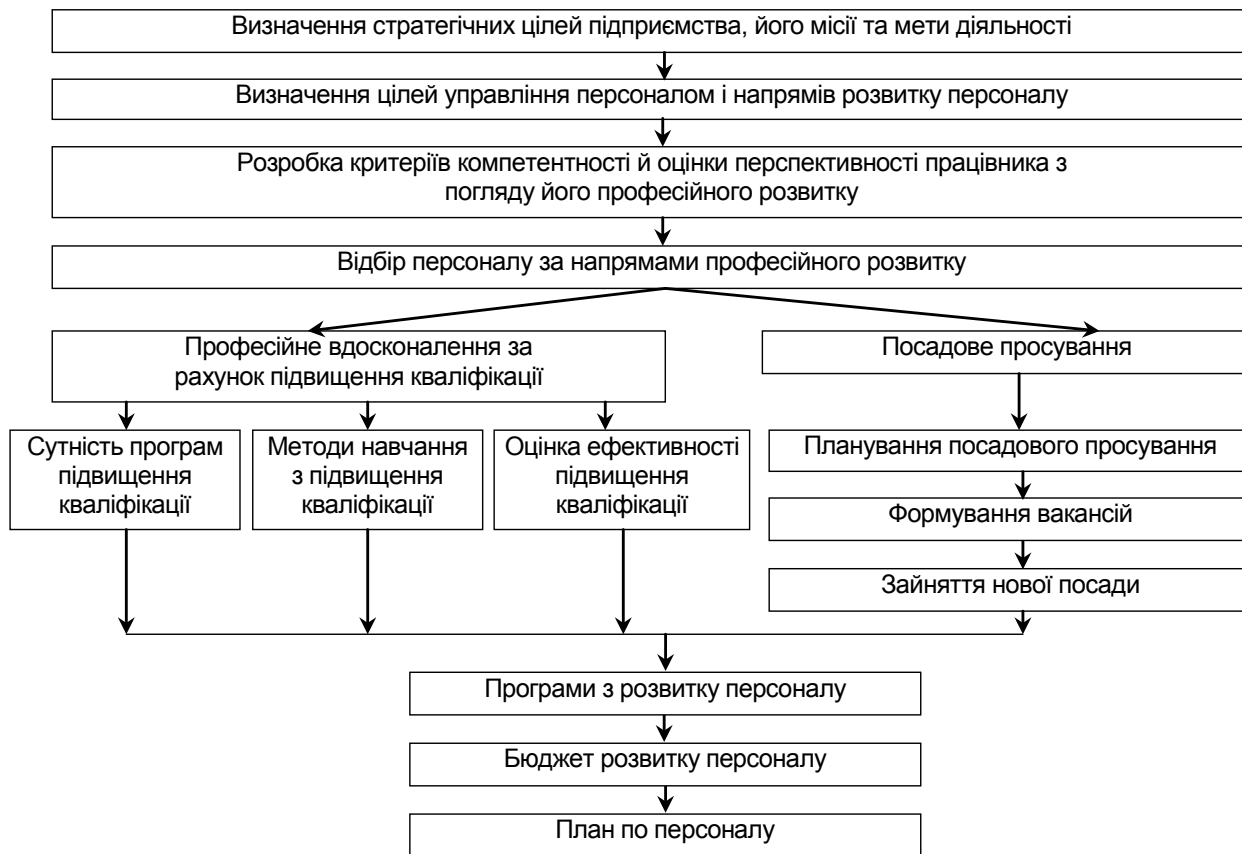 Визначення стратегічних цілей підприємства, його місії та мети діяльності
Визначення цілей управління персоналом і напрямів розвитку персоналу
Розробка критеріїв компетентності й оцінки перспективності працівника з
погляду його професійного розвитку
Відбір персоналу за напрямами професійного розвитку
Професійне вдосконалення за
рахунок підвищення кваліфікації
Посадове просування
Сутність програм
підвищення
кваліфікації
Методи навчання
з підвищення
кваліфікації
Оцінка ефективності
підвищення
кваліфікації
Планування посадового просування
Формування вакансій
Зайняття нової посади
Програми з розвитку персоналу
Бюджет розвитку персоналу
План по персоналу